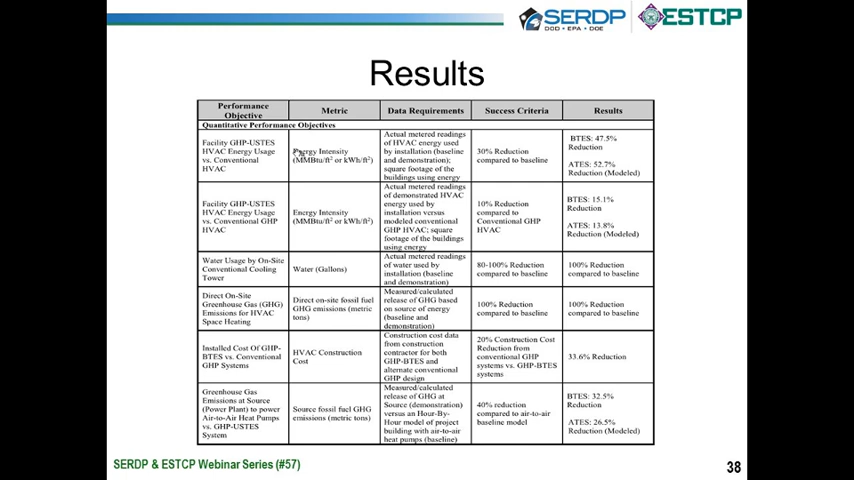 SERDP
DOD • EPA • DOE
ESTCP
Results
Performance
Objective
Metric
Data Requirements
Success Criteria
Results
Quantitative Performance Objectives
Facility GHP-USTES
HVAC Energy Usage
vs. Conventional
HVAC
Energy Intensity
(MMBtu/ft² or kWh/ft²)
Actual metered readings
of HVAC energy used
by installation (baseline
and demonstration);
square footage of the
buildings using energy
30% Reduction
compared to baseline
BTES: 47.5%
Reduction
ATES: 52.7%
Reduction (Modeled)
Facility GHP-USTES
HVAC Energy Usage
vs. Conventional GHP
HVAC
Energy Intensity
(MMBtu/ft² or kWh/ft²)
Actual metered readings
of demonstrated HVAC
energy used by
installation versus
modeled conventional
GHP HVAC; square
footage of the buildings
using energy
10% Reduction
compared to
Conventional GHP
HVAC
BTES: 15.1%
Reduction
ATES: 13.8%
Reduction (Modeled)
Water Usage by On-Site
Conventional Cooling
Tower
Water (Gallons)
Actual metered readings
of water used by
installation (baseline
and demonstration)
80-100% Reduction
compared to baseline
100% Reduction
compared to baseline
Direct On-Site
Greenhouse Gas (GHG)
Emissions for HVAC
Space Heating
Direct on-site fossil fuel
GHG emissions (metric
tons)
Measured/calculated
release of GHG based
on source of energy
(baseline and
demonstration)
100% Reduction
compared to baseline
100% Reduction
compared to baseline
Installed Cost Of GHP-
BTES vs. Conventional
GHP Systems
HVAC Construction
Cost
Construction cost data
from construction
contractor for both
GHP-BTES and
alternate conventional
GHP design
20% Construction Cost
Reduction from
conventional GHP
systems vs. GHP-BTES
systems
33.6% Reduction
Greenhouse Gas
Emissions at Source
(Power Plant) to power
Air-to-Air Heat Pumps
vs. GHP-USTES
System
Source fossil fuel GHG
emissions (metric tons)
Measured/calculated
release of GHG at
Source (demonstration)
versus an Hour-By-
Hour model of project
building with air-to-air
heat pumps (baseline)
40% reduction
compared to air-to-air
baseline model
BTES: 32.5%
Reduction
ATES: 26.5%
Reduction (Modeled)
SERDP & ESTCP Webinar Series (#57)
38